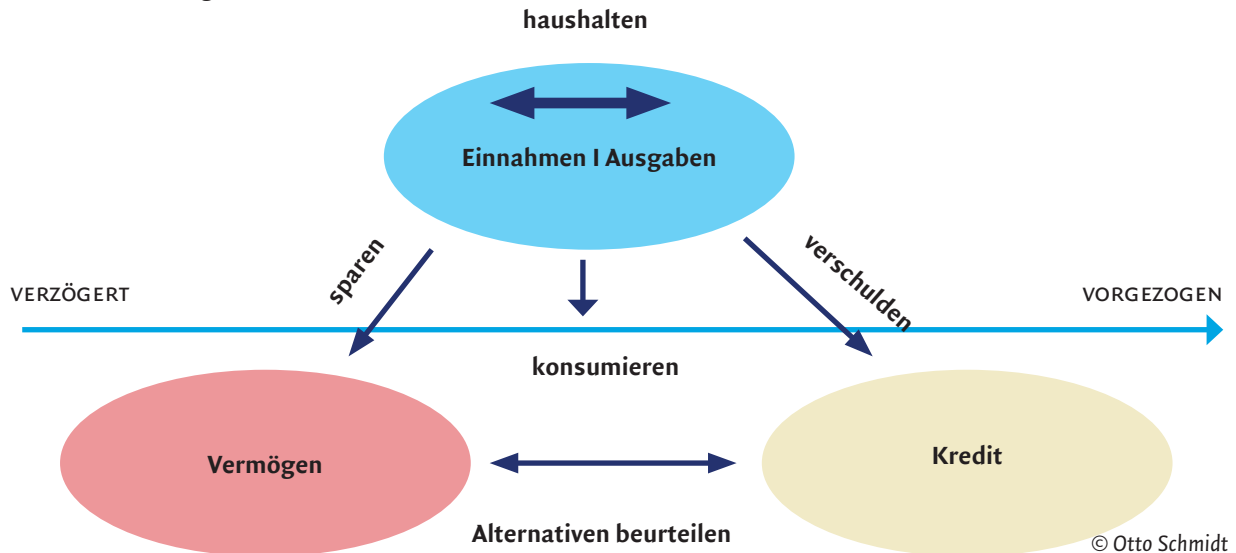 haushalten
Einnahmen I Ausgaben
sparen
verschulden
VERZÖGERT
VORGEZOGEN
konsumieren
Vermögen
Kredit
Alternativen beurteilen
© Otto Schmidt